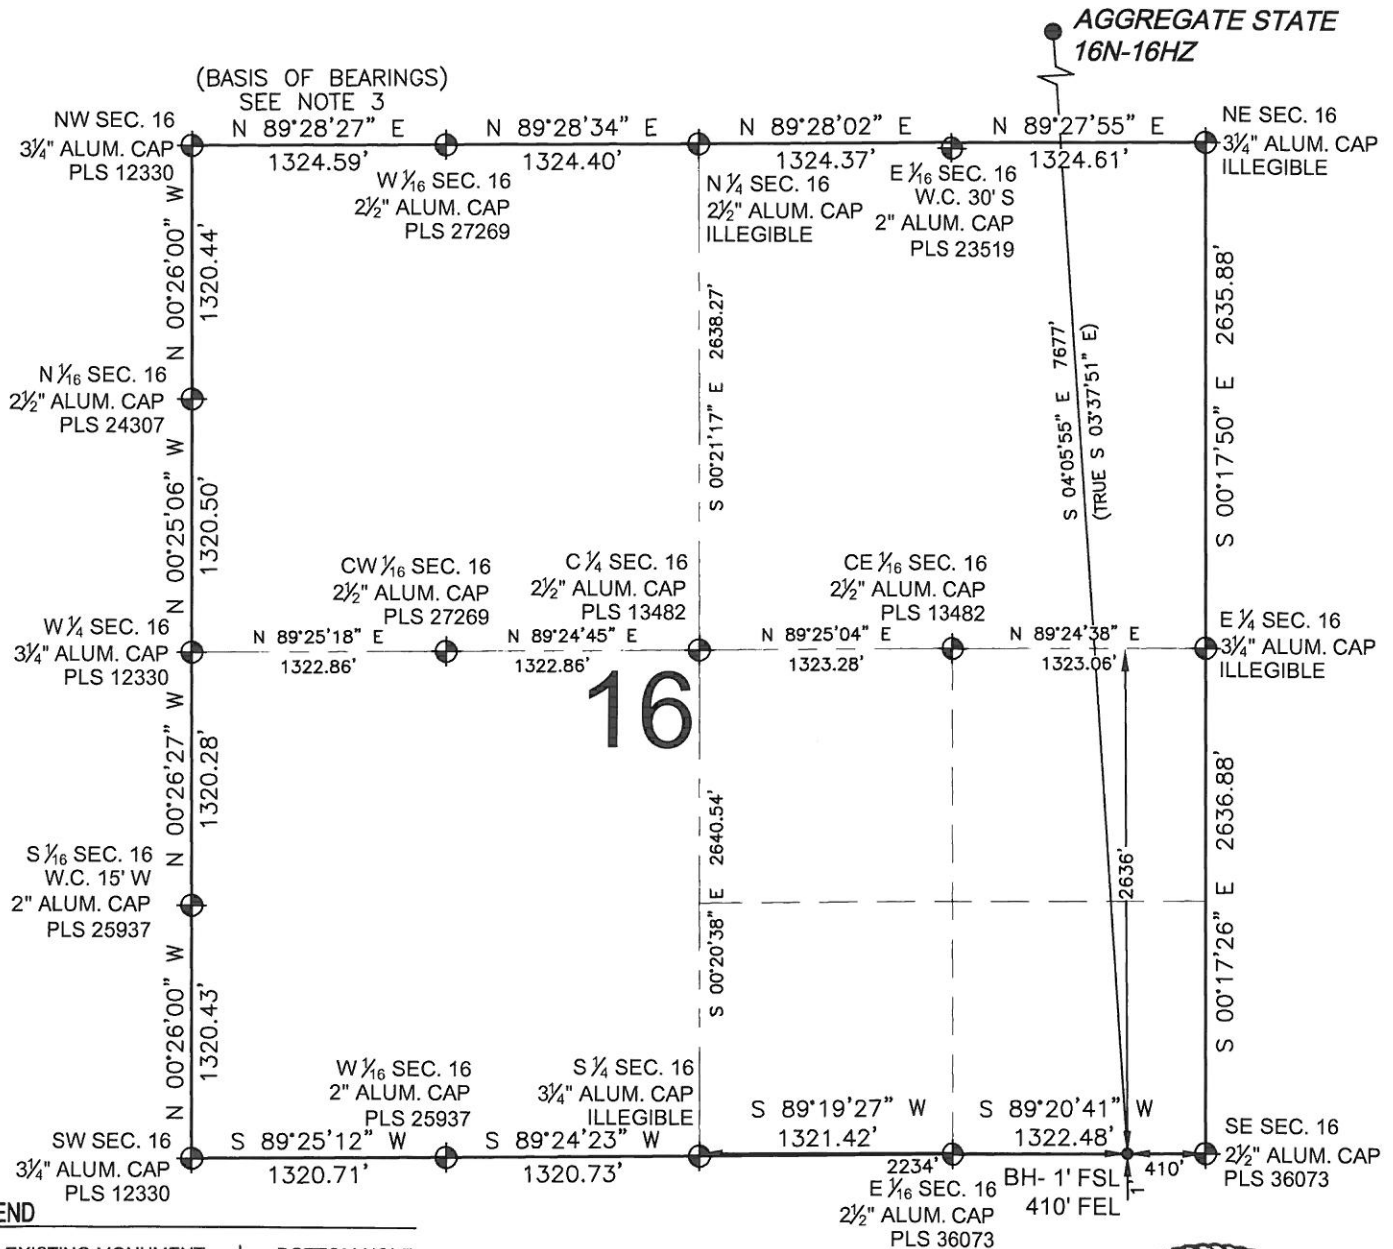 AGGREGATE STATE
16N-16HZ
(BASIS OF BEARINGS)
SEE NOTE 3
NW SEC. 16
3¼" ALUM. CAP
PLS 12330
N 89°28'27" E
1324.59'
N 89°28'34" E
1324.40'
N 89°28'02" E
1324.37'
N 89°27'55" E
1324.61'
NE SEC. 16
3¼" ALUM. CAP
ILLEGIBLE
W 1⁄16 SEC. 16
2½" ALUM. CAP
PLS 27269
N ¼ SEC. 16
2½" ALUM. CAP
ILLEGIBLE
E 1⁄16 SEC. 16
W.C. 30' S
2" ALUM. CAP
PLS 23519
N 00°26'00" W
1320.44'
S 00°21'17" E 2638.27'
S 04°05'55" E 7677'
(TRUE S 03°37'51" E)
S 00°17'50" E 2635.88'
N 1⁄16 SEC. 16
2½" ALUM. CAP
PLS 24307
N 00°25'06" W
1320.50'
CW 1⁄16 SEC. 16
2½" ALUM. CAP
PLS 27269
C ¼ SEC. 16
2½" ALUM. CAP
PLS 13482
CE 1⁄16 SEC. 16
2½" ALUM. CAP
PLS 13482
W ¼ SEC. 16
3¼" ALUM. CAP
PLS 12330
N 89°25'18" E
1322.86'
N 89°24'45" E
1322.86'
N 89°25'04" E
1323.28'
N 89°24'38" E
1323.06'
E ¼ SEC. 16
3¼" ALUM. CAP
ILLEGIBLE
16
N 00°26'27" W
1320.28'
S 00°20'38" E 2640.54'
2636'
S 00°17'26" E 2636.88'
S 1⁄16 SEC. 16
W.C. 15' W
2" ALUM. CAP
PLS 25937
N 00°26'00" W
1320.43'
W 1⁄16 SEC. 16
2" ALUM. CAP
PLS 25937
S ¼ SEC. 16
3¼" ALUM. CAP
ILLEGIBLE
SW SEC. 16
3¼" ALUM. CAP
PLS 12330
S 89°25'12" W
1320.71'
S 89°24'23" W
1320.73'
S 89°19'27" W
1321.42'
S 89°20'41" W
1322.48'
SE SEC. 16
2½" ALUM. CAP
PLS 36073
2234'
E 1⁄16 SEC. 16
2½" ALUM. CAP
PLS 36073
BH- 1' FSL
410' FEL
1'
410'
END